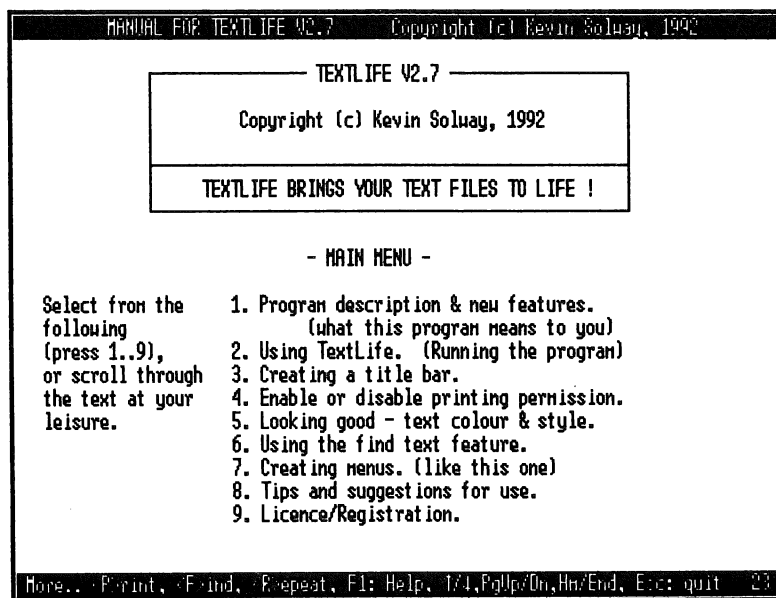 MANUAL FOR TEXTLIFE V2.7 Copyright (c) Kevin Solway, 1992
TEXTLIFE V2.7
Copyright (c) Kevin Solway, 1992
TEXTLIFE BRINGS YOUR TEXT FILES TO LIFE !
- MAIN MENU -
Select from the
following
(press 1..9),
or scroll through
the text at your
leisure.
1. Program description & new features.
(what this program means to you)
2. Using TextLife. (Running the program)
3. Creating a title bar.
4. Enable or disable printing permission.
5. Looking good - text colour & style.
6. Using the find text feature.
7. Creating menus. (like this one)
8. Tips and suggestions for use.
9. Licence/Registration.
More.. Print, Find, Repeat, F1: Help, ↑/↓,PgUp/Dn,Hm/End, Esc: quit 23